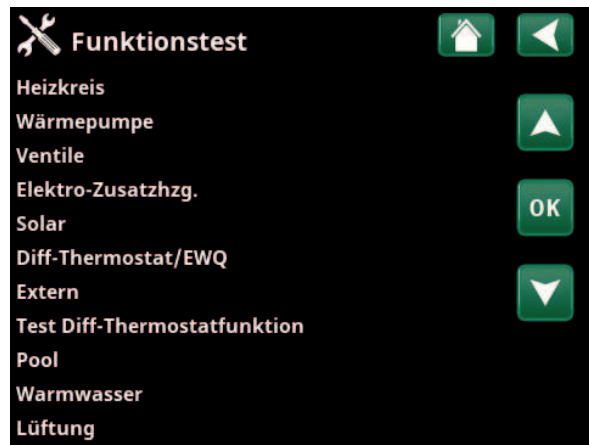 Funktionstest
Heizkreis
Wärmepumpe
Ventile
Elektro-Zusatzhzg.
OK
Solar
Diff-Thermostat/EWQ
Extern
Test Diff-Thermostatfunktion
Pool
Warmwasser
Lüftung